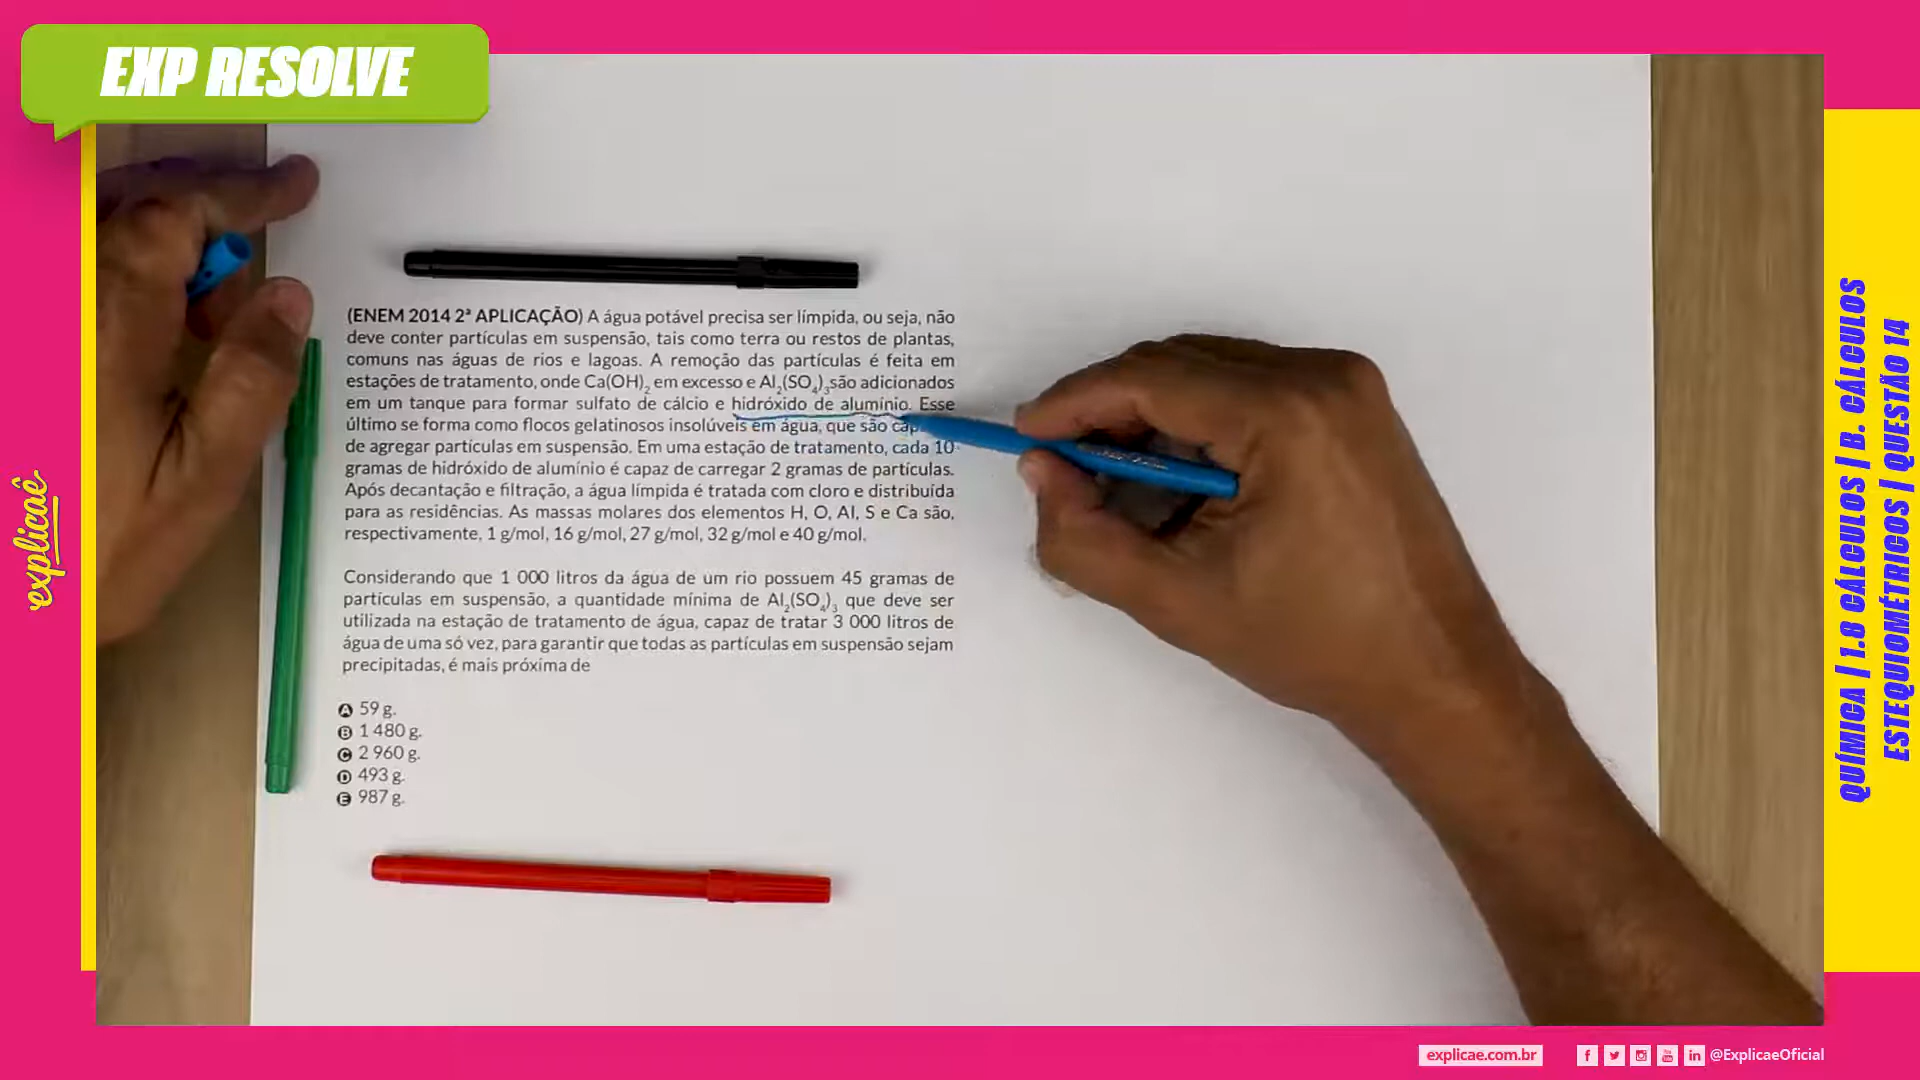 EXP RESOLVE
(ENEM 2014 2ª APLICAÇÃO) A água potável precisa ser límpida, ou seja, não
deve conter partículas em suspensão, tais como terra ou restos de plantas,
comuns nas águas de rios e lagoas. A remoção das partículas é feita em
estações de tratamento, onde Ca(OH)₂ em excesso e Al₂(SO₄)₃são adicionados
em um tanque para formar sulfato de cálcio e hidróxido de alumínio. Esse
último se forma como flocos gelatinosos insolúveis em água, que são
de agregar partículas em suspensão. Em uma estação de tratamento, cada 10
gramas de hidróxido de alumínio é capaz de carregar 2 gramas de partículas.
Após decantação e filtração, a água límpida é tratada com cloro e distribuída
para as residências. As massas molares dos elementos H, O, Al, S e Ca são,
respectivamente, 1 g/mol, 16 g/mol, 27 g/mol, 32 g/mol e 40 g/mol.
Considerando que 1 000 litros da água de um rio possuem 45 gramas de
partículas em suspensão, a quantidade mínima de Al₂(SO₄)₃ que deve ser
utilizada na estação de tratamento de água, capaz de tratar 3 000 litros de
água de uma só vez, para garantir que todas as partículas em suspensão sejam
precipitadas, é mais próxima de
A 59 g.
B 1 480 g.
C 2 960 g.
D 493 g.
E 987 g.
explicaê
QUÍMICA | 1.8 CÁLCULOS | B. CÁLCULOS
ESTEQUIOMÉTRICOS | QUESTÃO 14
explicae.com.br
@ExplicaeOficial